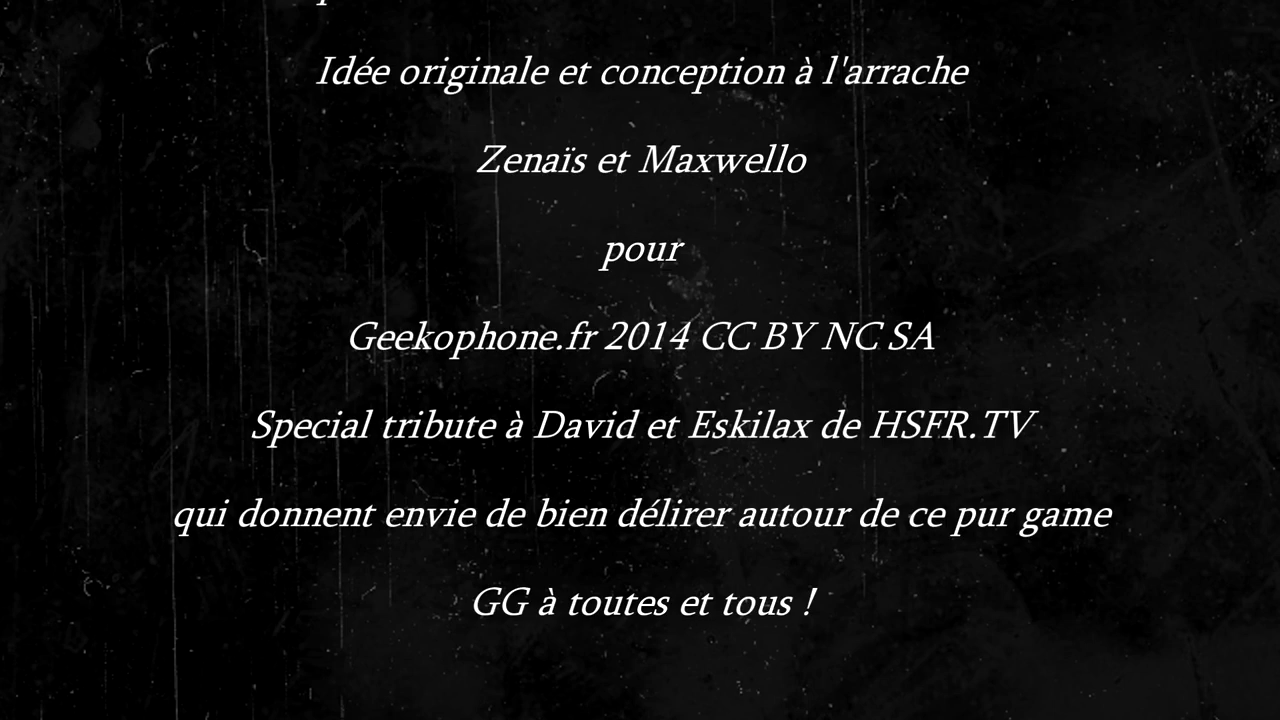 Idée originale et conception à l'arrache
Zenaïs et Maxwello
pour
Geekophone.fr 2014 CC BY NC SA
Special tribute à David et Eskilax de HSFR.TV
qui donnent envie de bien délirer autour de ce pur game
GG à toutes et tous !